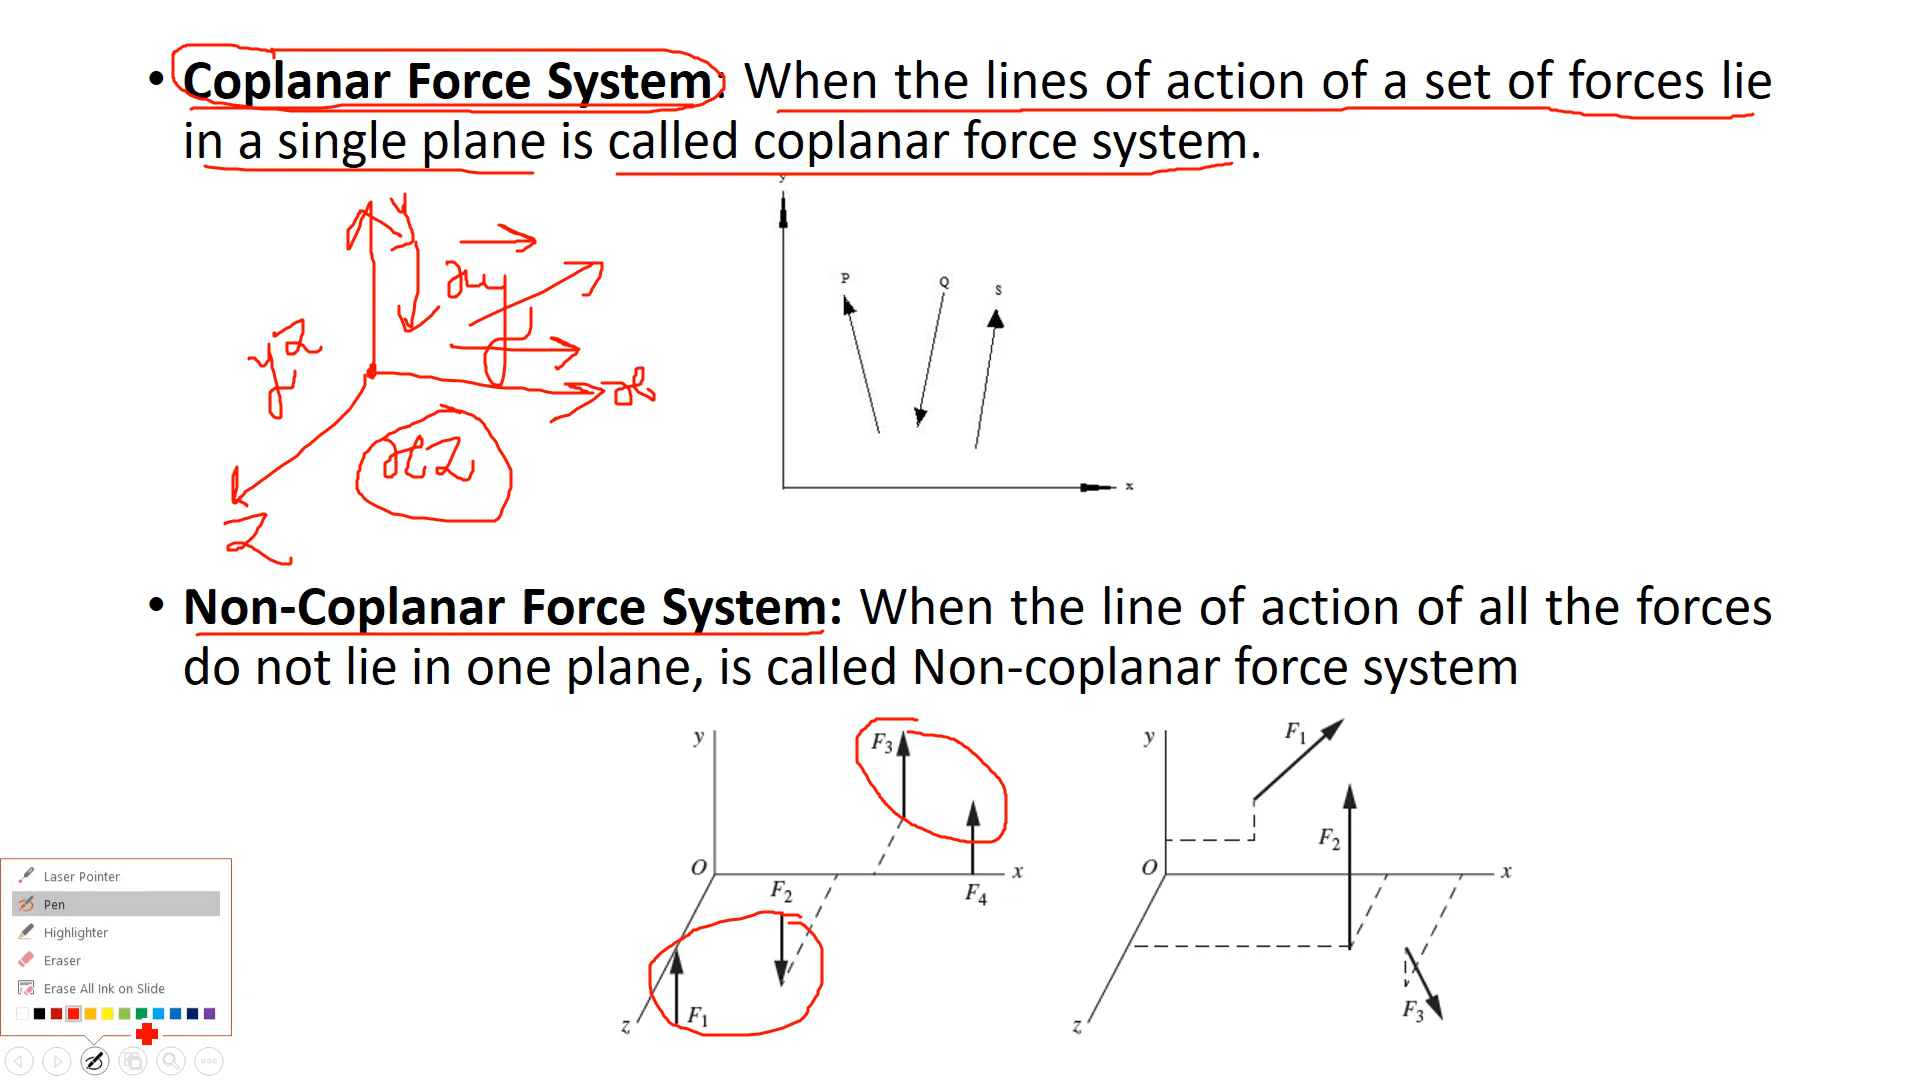 • Coplanar Force System: When the lines of action of a set of forces lie
in a single plane is called coplanar force system.
y
y
xy
P
Q
S
yz
x
xz
x
z
• Non-Coplanar Force System: When the line of action of all the forces
do not lie in one plane, is called Non-coplanar force system
y
F3
O
x
F2
F4
F1
z
y
F1
F2
O
x
F3
z
Laser Pointer
Pen
Highlighter
Eraser
Erase All Ink on Slide